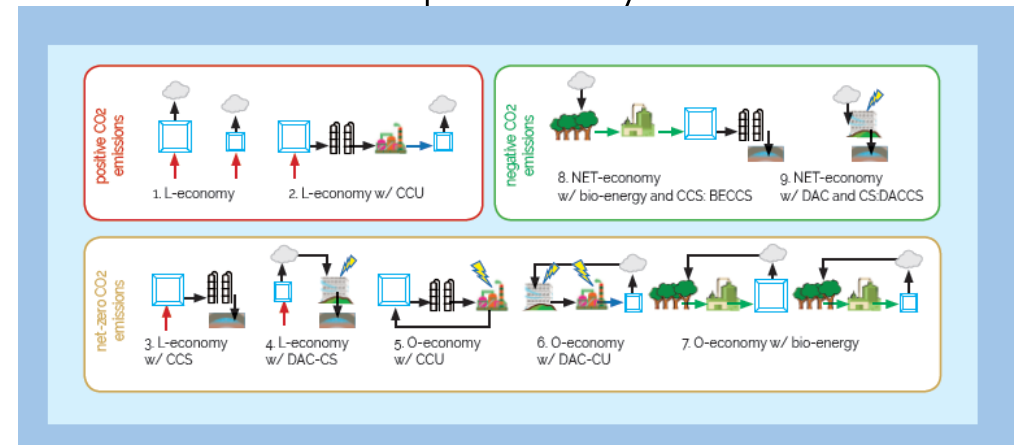 positive CO2
emissions
1. L-economy
2. L-economy w/ CCU
negative CO2
emissions
8. NET-economy
w/ bio-energy and CCS: BECCS
9. NET-economy
w/ DAC and CS:DACCS
net-zero CO2
emissions
3. L-economy
w/ CCS
4. L-economy
w/ DAC-CS
5. O-economy
w/ CCU
6. O-economy
w/ DAC-CU
7. O-economy w/ bio-energy